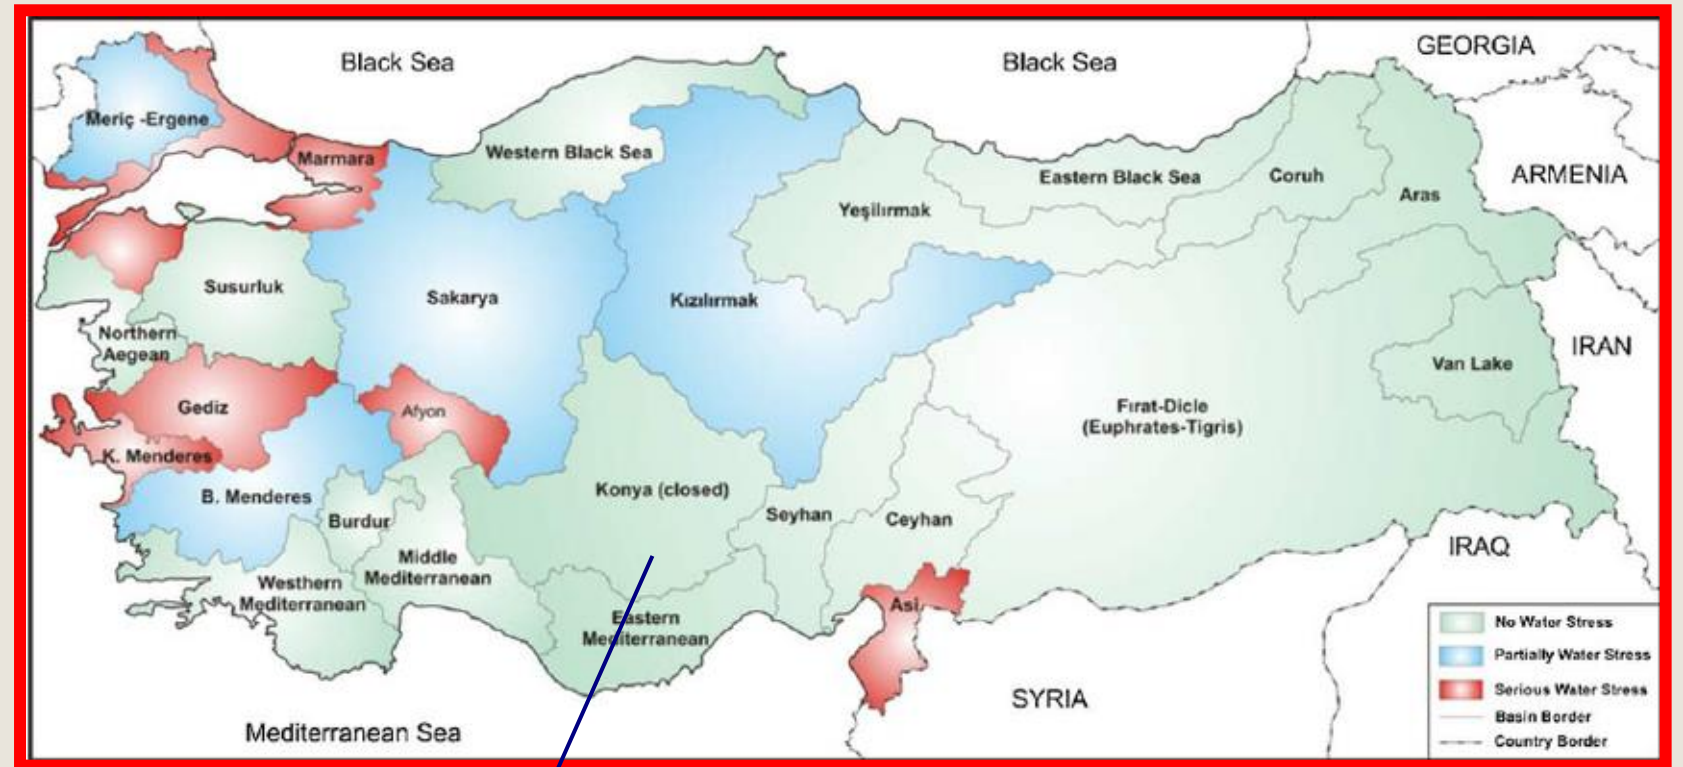 Black Sea
Black Sea
GEORGIA
Meriç -Ergene
Marmara
Western Black Sea
ARMENIA
Eastern Black Sea
Coruh
Aras
Yeşilırmak
Susurluk
Sakarya
Kızılırmak
Northern
Aegean
IRAN
Van Lake
Gediz
Afyon
Fırat-Dicle
(Euphrates-Tigris)
K. Menderes
B. Menderes
Konya (closed)
Burdur
Seyhan
Ceyhan
IRAQ
Middle
Mediterranean
Westhern
Mediterranean
Asi
Eastern
Mediterranean
No Water Stress
Partially Water Stress
Serious Water Stress
Basin Border
Country Border
SYRIA
Mediterranean Sea